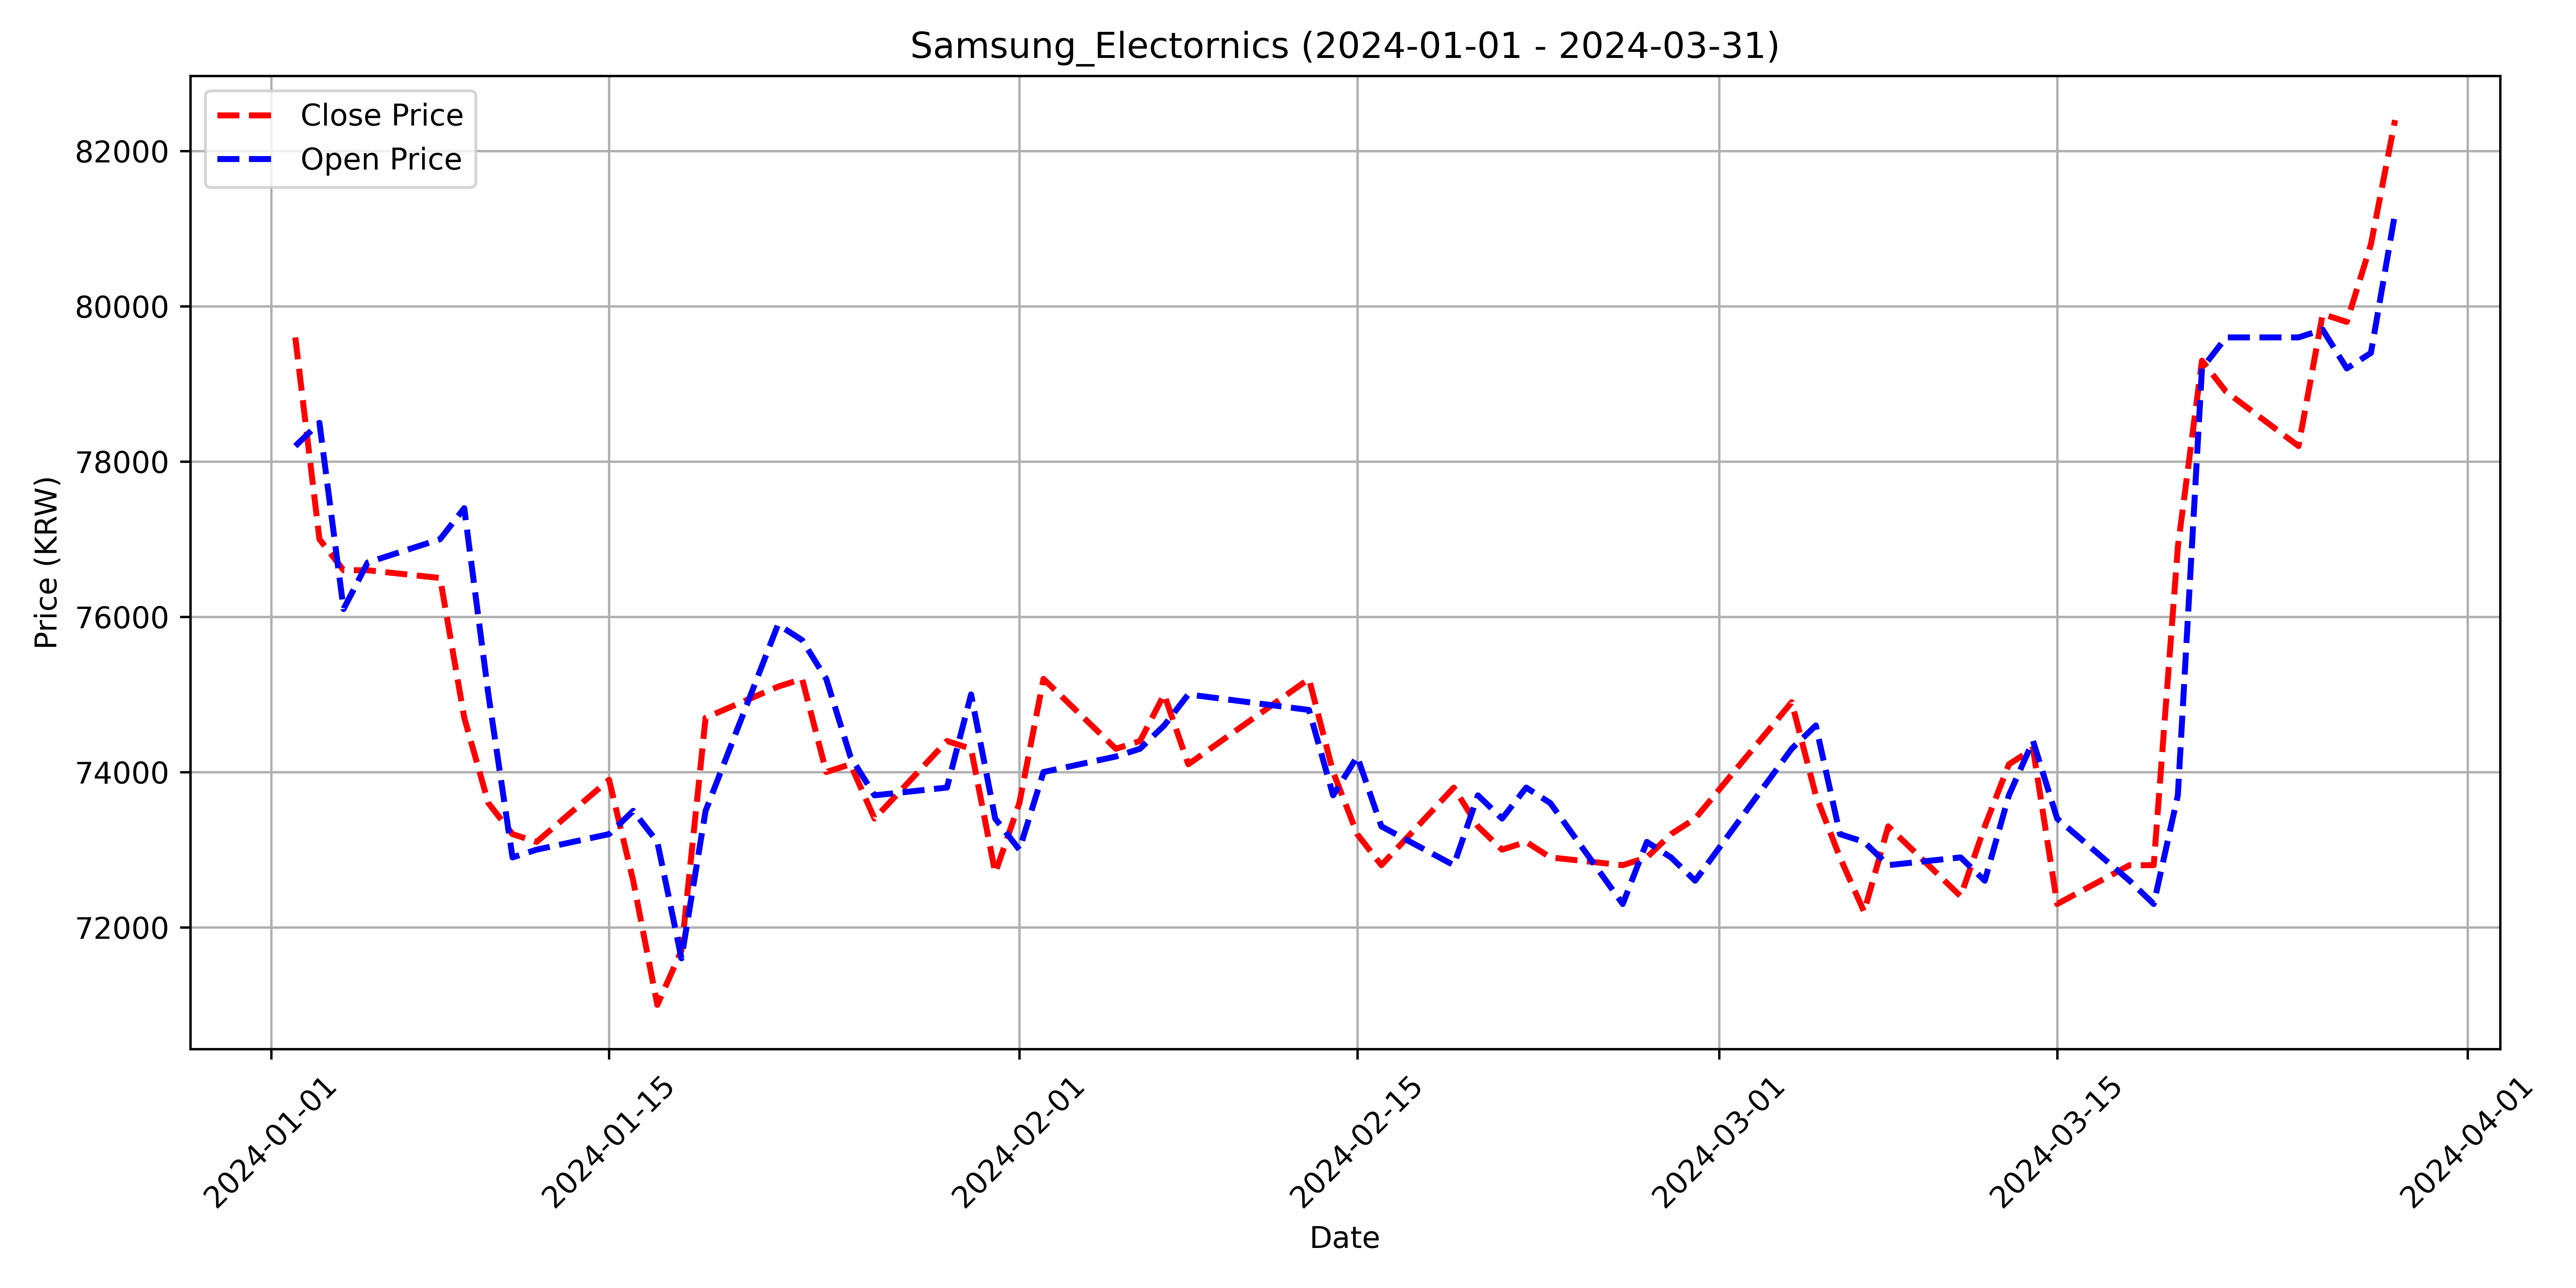 Samsung_Electornics (2024-01-01 - 2024-03-31)
Close Price
Open Price
82000
80000
78000
76000
74000
72000
Price (KRW)
2024-01-01
2024-01-15
2024-02-01
2024-02-15
2024-03-01
2024-03-15
2024-04-01
Date